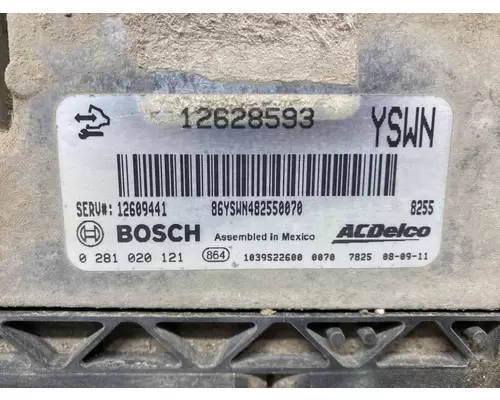 12628593 YSWN
SERV#: 12609441 86YSWN482550070 8255
BOSCH Assembled in Mexico ACDelco
0 281 020 121 864 1039S22600 0070 7825 08-09-11